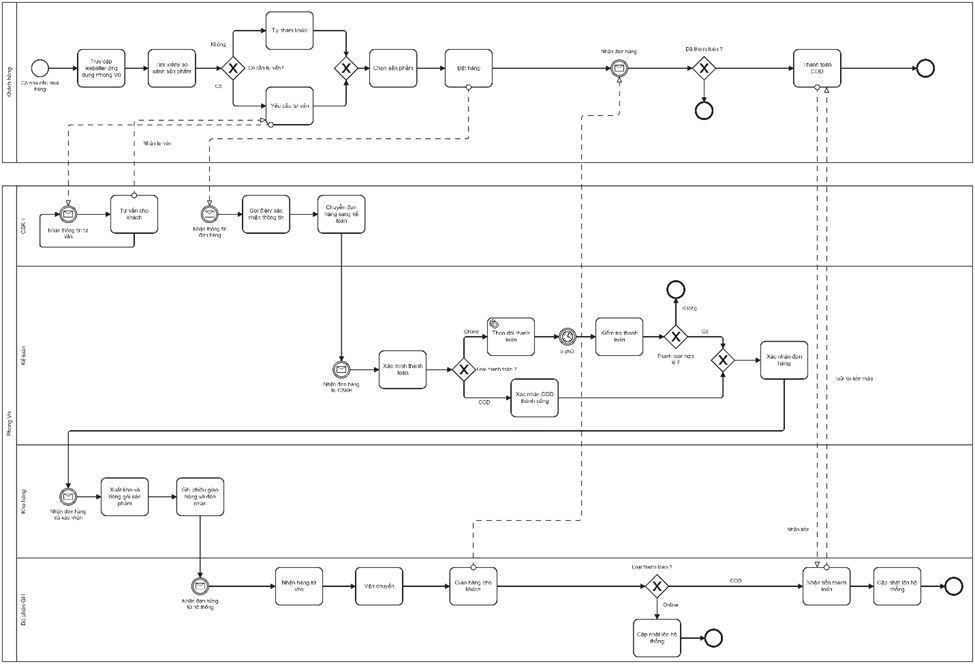 Khách hàng
Có nhu cầu mua
hàng
Truy cập
website/ ứng
dụng Phong Vũ
Tìm kiếm/ so
sánh sản phẩm
Không
Có cần tư vấn ?
Có
Tự tham khảo
Yêu cầu tư vấn
Chọn sản phẩm
Đặt hàng
Nhận đơn hàng
Đã thanh toán ?
Thanh toán
COD
Nhận tư vấn
Phong Vũ
CSKH
Nhận thông tin tư
vấn
Tư vấn cho
khách
Nhận thông tin
đơn hàng
Gọi điện/ xác
nhận thông tin
Chuyển đơn
hàng sang kế
toán
Kế toán
Nhận đơn hàng
từ CSKH
Xác minh thanh
toán
Loại thanh toán ?
Online
COD
Theo dõi thanh
toán
5 phút
Kiểm tra thanh
toán
Xác nhận COD
thành công
Không
Thanh toán hợp
lệ ?
Có
Xác nhận đơn
hàng
Kho hàng
Nhận đơn hàng
đã xác nhận
Xuất kho và
đóng gói sản
phẩm
Ghi phiếu giao
hàng và dán
nhãn
Nhận tiền
Bộ phận GH
Nhận đơn hàng
từ hệ thống
Nhận hàng từ
kho
Vận chuyển
Giao hàng cho
khách
Loại thanh toán ?
COD
Online
Cập nhật lên hệ
thống
Nhận tiền thanh
toán
Cập nhật lên hệ
thống